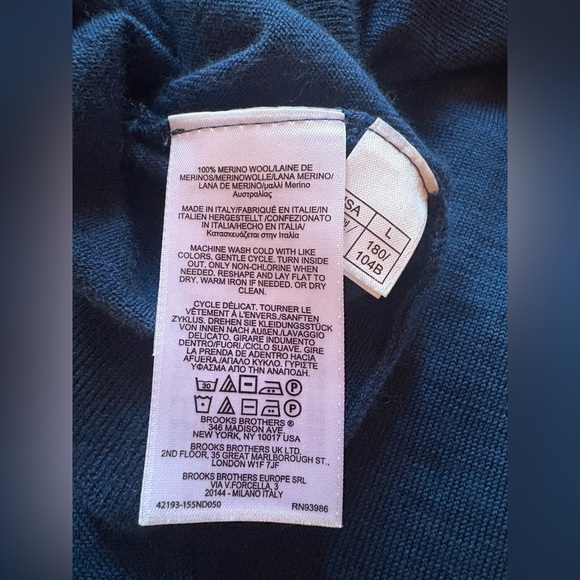 100% MERINO WOOL/LAINE DE
MERINOS/MERINOWOLLE/LANA MERINO/
LANA DE MERINO/μαλλί Merino
Αυστραλίας
MADE IN ITALY/FABRIQUÉ EN ITALIE/IN
ITALIEN HERGESTELLT /CONFEZIONATO
IN ITALIA/HECHO EN ITALIA/
Κατασκευάζεται στην Ιταλία
MACHINE WASH COLD WITH LIKE
COLORS, GENTLE CYCLE. TURN INSIDE
OUT. ONLY NON-CHLORINE WHEN
NEEDED. RESHAPE AND LAY FLAT TO
DRY. WARM IRON IF NEEDED. OR DRY
CLEAN.
CYCLE DÉLICAT. TOURNER LE
VÊTEMENT À L'ENVERS./SANFTEN
ZYKLUS. DREHEN SIE KLEIDUNGSSTÜCK
VON INNEN NACH AUßEN./LAVAGGIO
DELICATO. GIRARE INDUMENTO
DENTRO/FUORI./CICLO SUAVE. GIRE
LA PRENDA DE ADENTRO HACIA
AFUERA./ΑΠΑΛΟ ΚΥΚΛΟ. ΓΥΡΙΣΤΕ
ΥΦΑΣΜΑ ΑΠΟ ΤΗΝ ΑΝΑΠΟΔΗ.
30 P
P
BROOKS BROTHERS ®
346 MADISON AVE.
NEW YORK, NY 10017 USA
BROOKS BROTHERS UK LTD.
2ND FLOOR, 35 GREAT MARLBOROUGH ST.,
LONDON W1F 7JF
BROOKS BROTHERS EUROPE SRL
VIA V.FORCELLA, 3
20144 - MILANO ITALY
42193-155ND050 RN93986
L
180/
104B